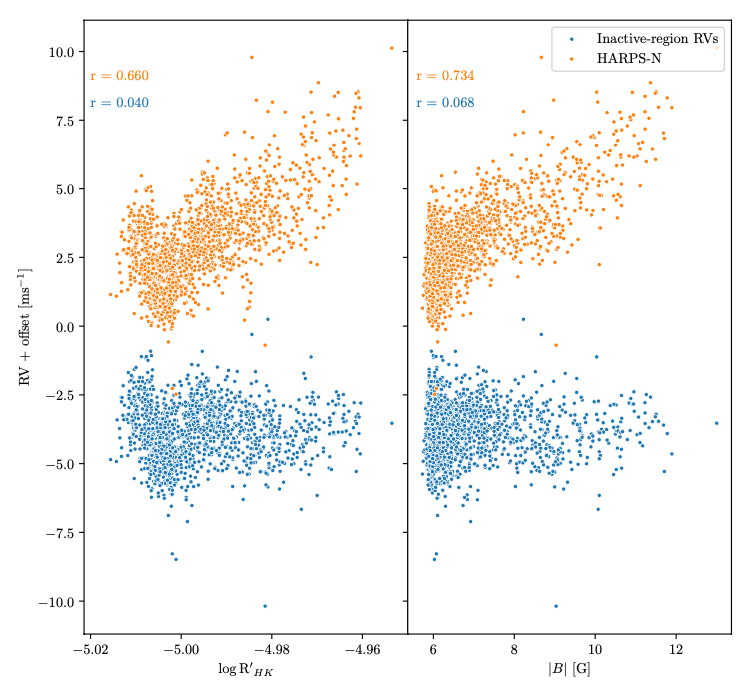 Inactive-region RVs
HARPS-N
r = 0.660
r = 0.040
r = 0.734
r = 0.068
RV + offset [ms⁻¹]
10.0
7.5
5.0
2.5
0.0
−2.5
−5.0
−7.5
−10.0
−5.02 −5.00 −4.98 −4.96
6 8 10 12
log R′HK
|B| [G]